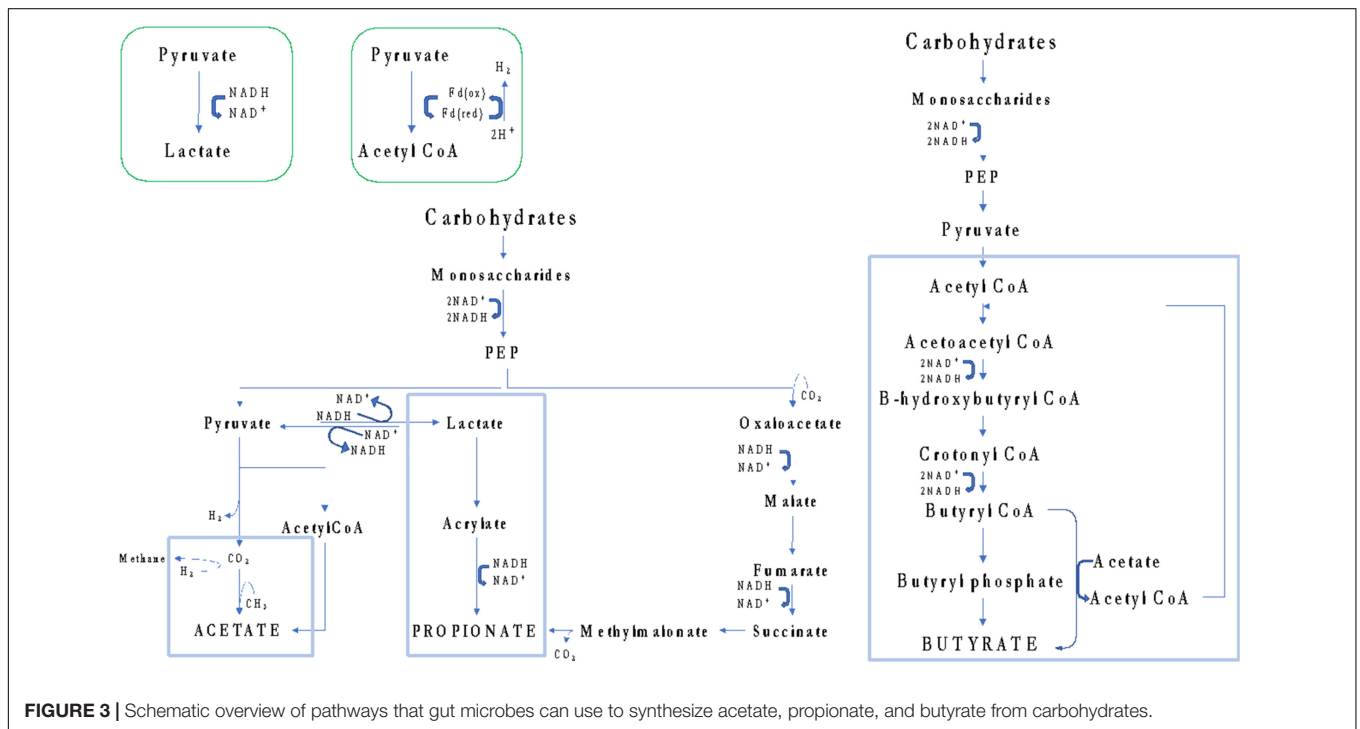 Pyruvate
NADH
NAD⁺
Lactate
Pyruvate
H₂
Fd(ox)
Fd(red)
2H⁺
Acetyl CoA
Carbohydrates
Monosaccharides
2NAD⁺
2NADH
PEP
Pyruvate
NAD⁺
NADH
NAD⁺
NADH
Lactate
CO₂
Oxaloacetate
NADH
NAD⁺
Malate
H₂
AcetylCoA
Acrylate
Methane
H₂
CO₂
CH₃
NADH
NAD⁺
Fumarate
NADH
NAD⁺
ACETATE
PROPIONATE
CO₂
Methylmalonate
Succinate
Carbohydrates
Monosaccharides
2NAD⁺
2NADH
PEP
Pyruvate
Acetyl CoA
Acetoacetyl CoA
2NAD⁺
2NADH
B-hydroxybutyryl CoA
Crotonyl CoA
2NAD⁺
2NADH
Butyryl CoA
Acetate
Butyryl phosphate
Acetyl CoA
BUTYRATE
FIGURE 3 | Schematic overview of pathways that gut microbes can use to synthesize acetate, propionate, and butyrate from carbohydrates.